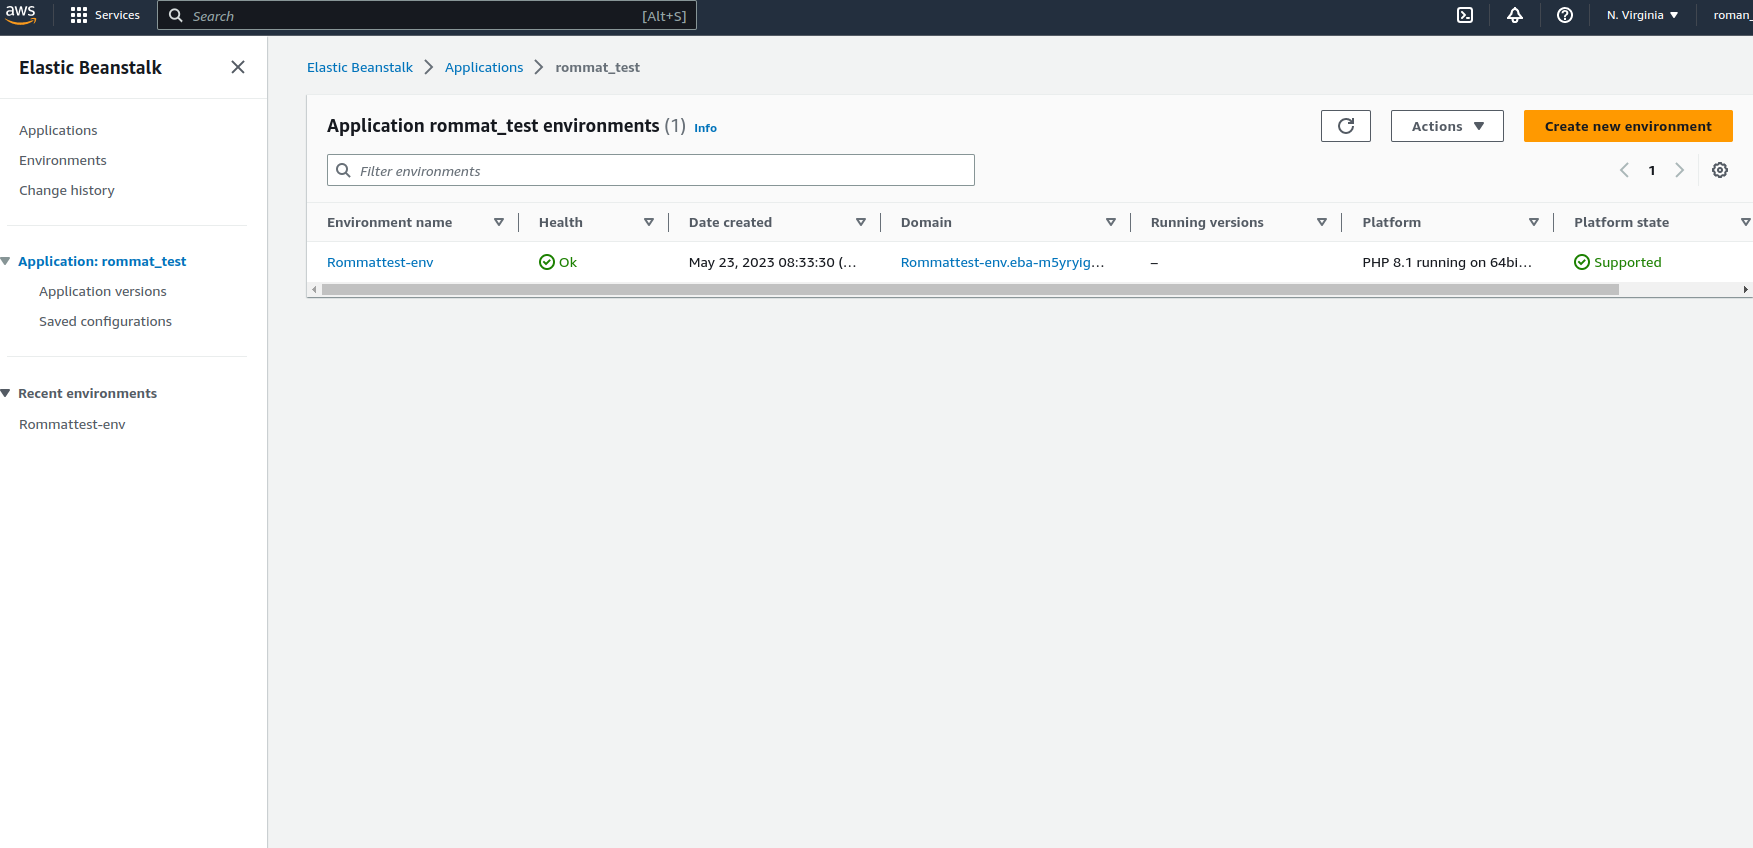 aws
Services
Search
[Alt+S]
N. Virginia
roman_
Elastic Beanstalk
Applications
Environments
Change history
Application: rommat_test
Application versions
Saved configurations
Recent environments
Rommattest-env
Elastic Beanstalk
Applications
rommat_test
Application rommat_test environments (1) Info
Actions
Create new environment
Filter environments
1
Environment name Health Date created Domain Running versions Platform Platform state
Rommattest-env Ok May 23, 2023 08:33:30 (... Rommattest-env.eba-m5yryig... – PHP 8.1 running on 64bi... Supported